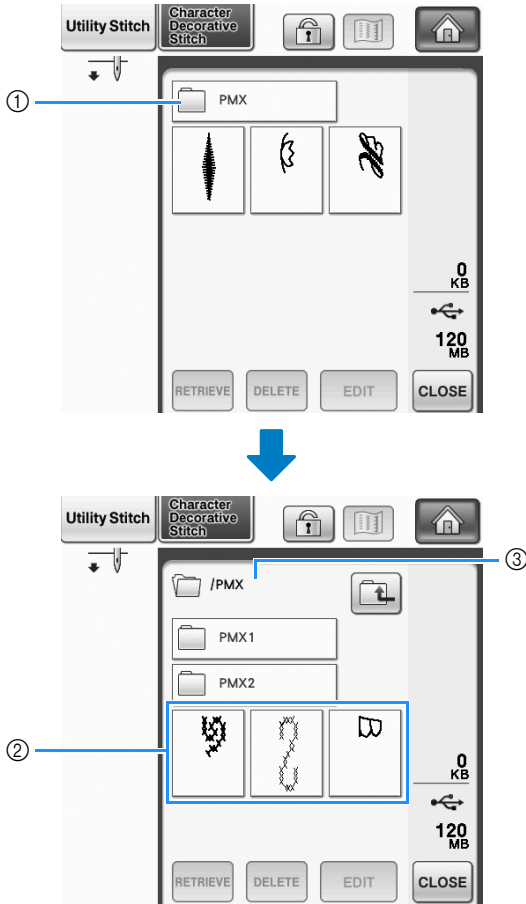 Utility Stitch
Character
Decorative
Stitch
① PMX
0
KB
120
MB
RETRIEVE DELETE EDIT CLOSE
Utility Stitch
Character
Decorative
Stitch
/PMX ③
PMX1
PMX2
②
0
KB
120
MB
RETRIEVE DELETE EDIT CLOSE